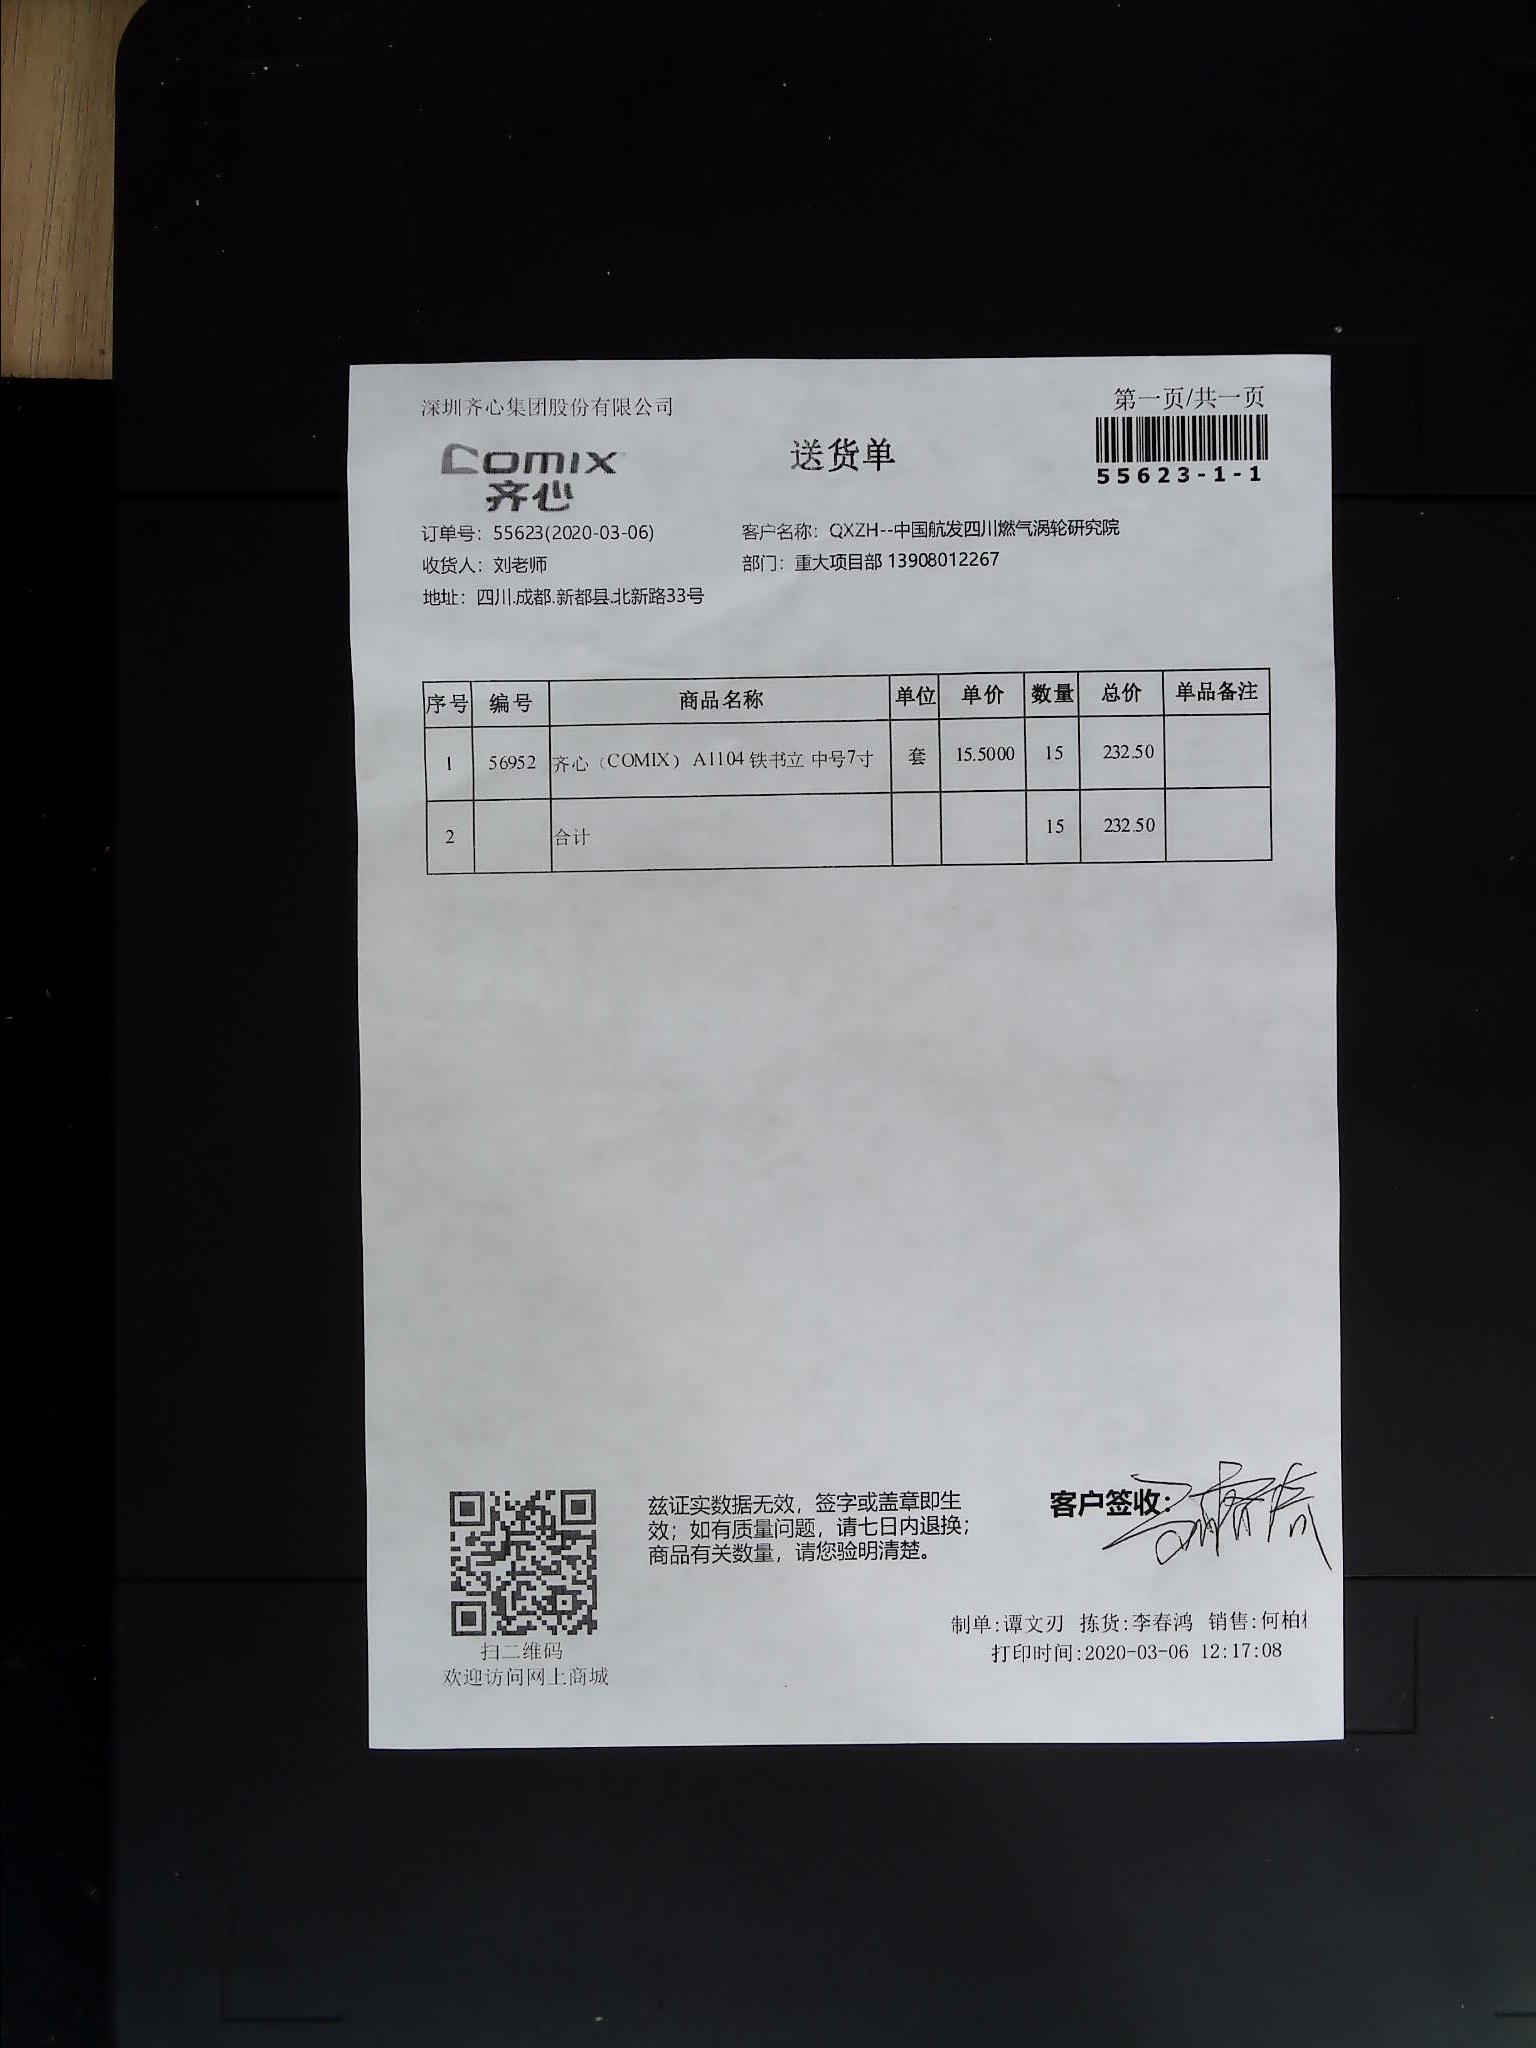 深圳齐心集团股份有限公司
第一页/共一页
COMIX
齐心
送货单
55623-1-1
订单号：55623(2020-03-06)
客户名称：QXZH--中国航发四川燃气涡轮研究院
收货人：刘老师
部门：重大项目部 13908012267
地址：四川.成都.新都县.北新路33号
序号 编号 商品名称 单位 单价 数量 总价 单品备注
1 56952 齐心（COMIX） A1104 铁书立 中号7寸 套 15.5000 15 232.50
2 合计 15 232.50
兹证实数据无效，签字或盖章即生
效；如有质量问题，请七日内退换；
商品有关数量，请您验明清楚。
客户签收：
制单:谭文刃 拣货:李春鸿 销售:何柏
打印时间:2020-03-06 12:17:08
扫二维码
欢迎访问网上商城